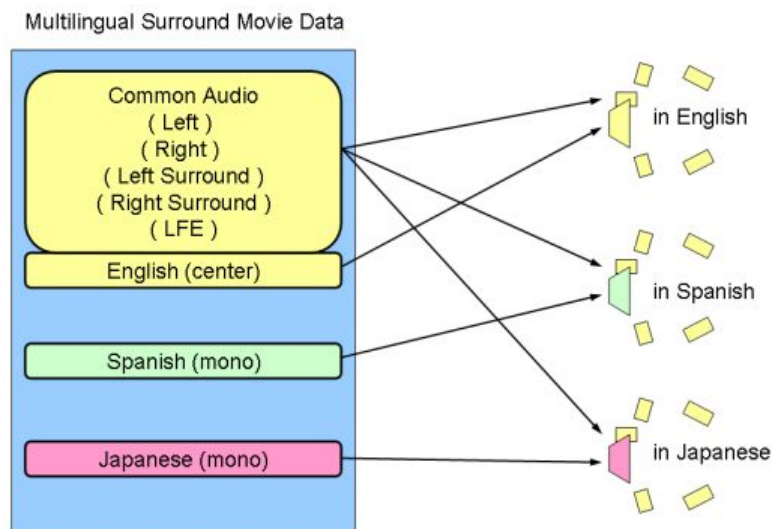 Multilingual Surround Movie Data
Common Audio
( Left )
( Right )
( Left Surround )
( Right Surround )
( LFE )
English (center)
Spanish (mono)
Japanese (mono)
in English
in Spanish
in Japanese